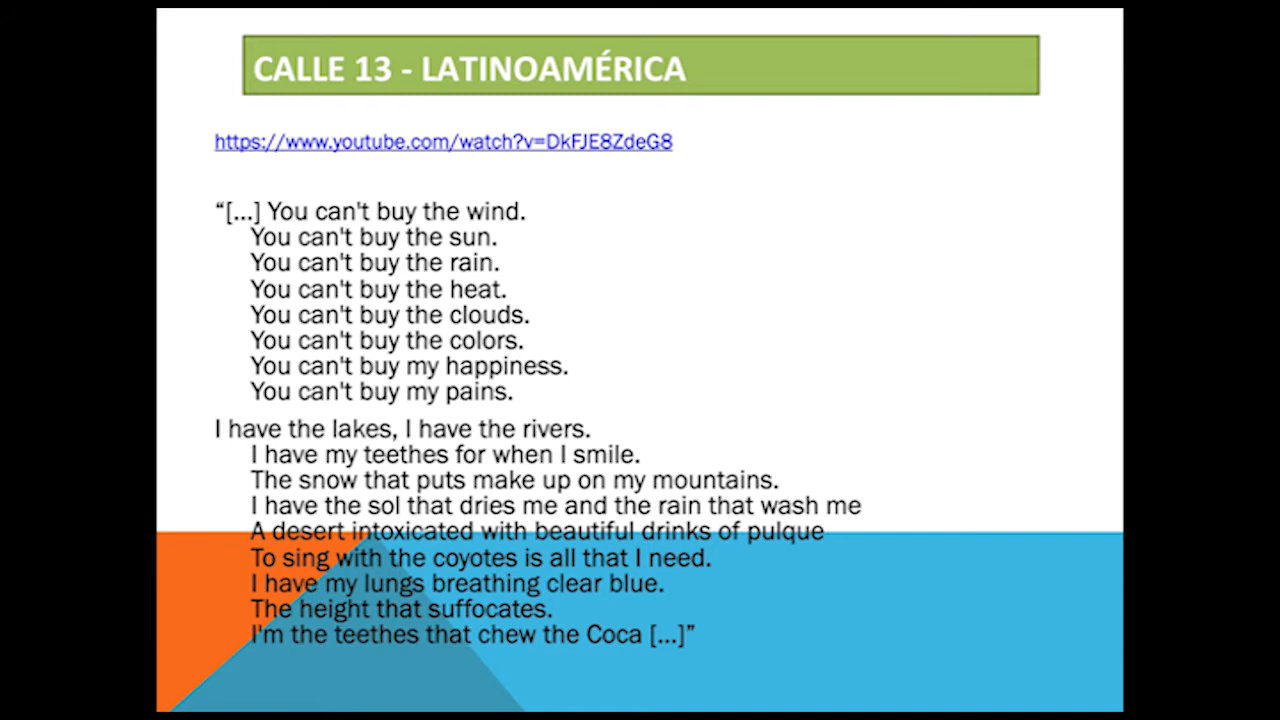 CALLE 13 - LATINOAMÉRICA
https://www.youtube.com/watch?v=DkFJE8ZdeG8
“[...] You can't buy the wind.
You can't buy the sun.
You can't buy the rain.
You can't buy the heat.
You can't buy the clouds.
You can't buy the colors.
You can't buy my happiness.
You can't buy my pains.
I have the lakes, I have the rivers.
I have my teethes for when I smile.
The snow that puts make up on my mountains.
I have the sol that dries me and the rain that wash me
A desert intoxicated with beautiful drinks of pulque
To sing with the coyotes is all that I need.
I have my lungs breathing clear blue.
The height that suffocates.
I'm the teethes that chew the Coca [...]”